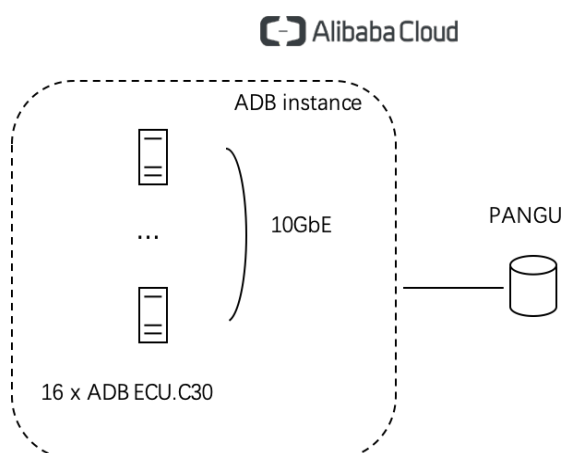 Alibaba Cloud
ADB instance
...
10GbE
PANGU
16 x ADB ECU.C30